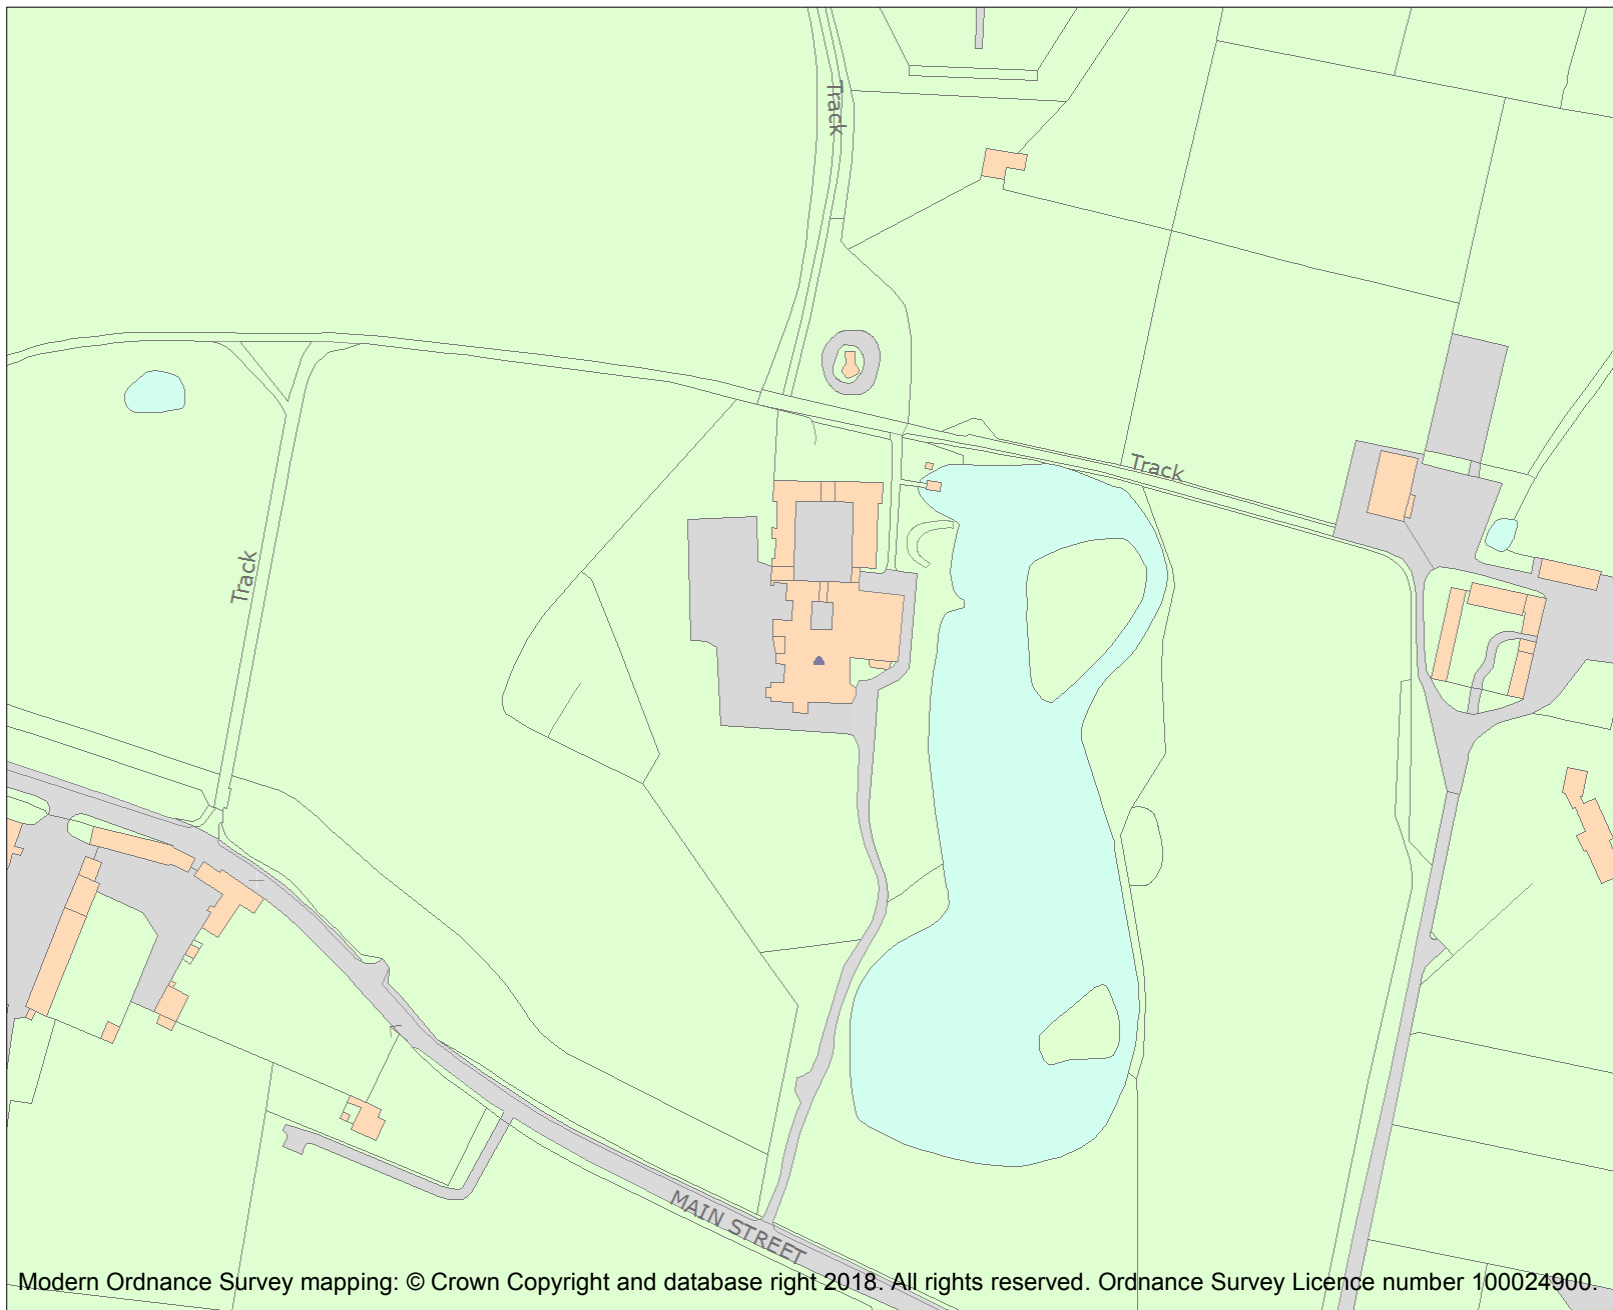 Track
Track
Track
MAIN STREET
Modern Ordnance Survey mapping: © Crown Copyright and database right 2018. All rights reserved. Ordnance Survey Licence number 100024900.